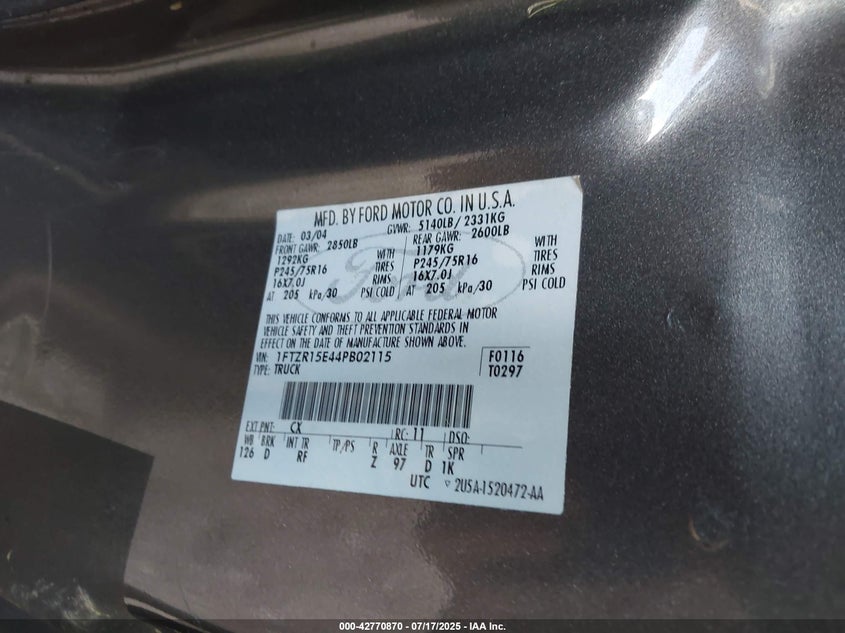 MFD. BY FORD MOTOR CO. IN U.S.A.
DATE: 03/04 GVWR: 5140LB / 2331KG
FRONT GAWR: 2850LB REAR GAWR: 2600LB
1292KG WITH 1179KG WITH
P245/75R16 TIRES P245/75R16 TIRES
16X7.0J RIMS 16X7.0J RIMS
AT 205 kPa/30 PSI COLD AT 205 kPa/30 PSI COLD
Ford
THIS VEHICLE CONFORMS TO ALL APPLICABLE FEDERAL MOTOR
VEHICLE SAFETY AND THEFT PREVENTION STANDARDS IN
EFFECT ON THE DATE OF MANUFACTURE SHOWN ABOVE.
VIN: 1FTZR15E44PB02115 F0116
TYPE: TRUCK T0297
EXT PNT: CX RC: 11 DSO:
WB BRK INT TR TP/PS R AXLE TR SPR
126 D RF Z 97 D 1K
UTC ▽ 2U5A-1520472-AA
000-42770870 / 07/17/2025 - IAA Inc.